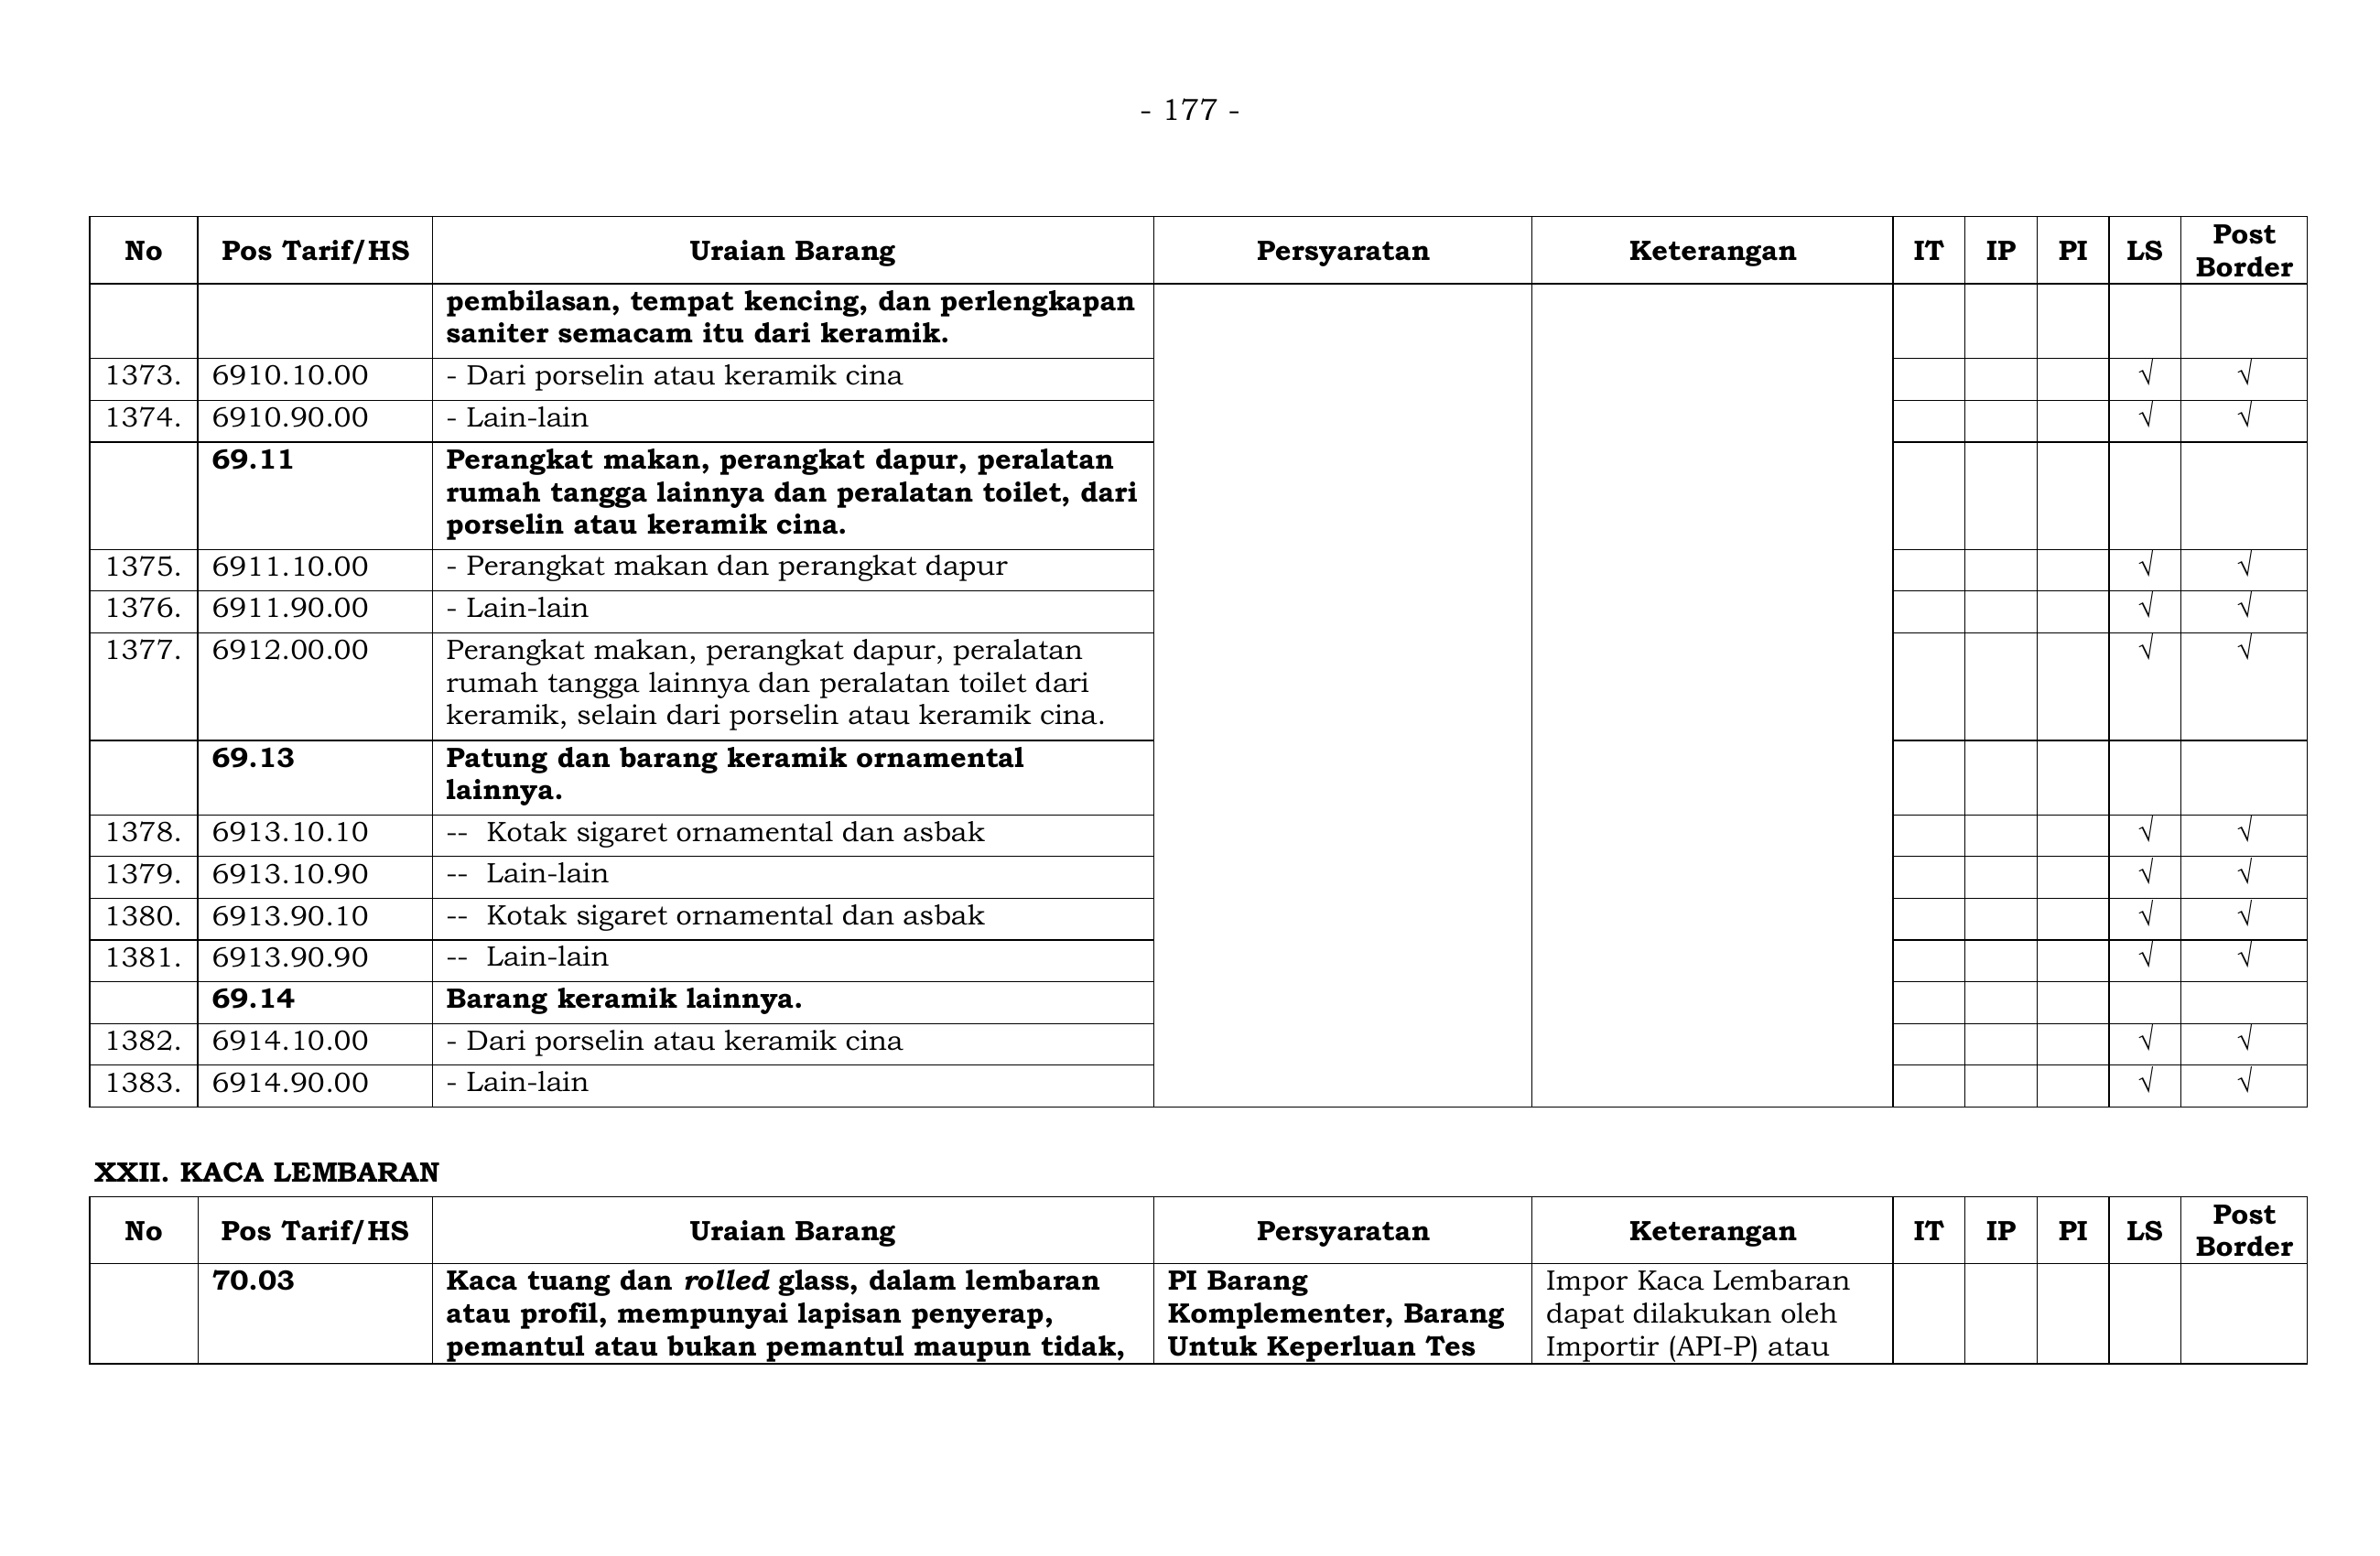 - 177 -
No Pos Tarif/HS Uraian Barang Persyaratan Keterangan IT IP PI LS Post Border
pembilasan, tempat kencing, dan perlengkapan
saniter semacam itu dari keramik.
1373. 6910.10.00 - Dari porselin atau keramik cina √ √
1374. 6910.90.00 - Lain-lain √ √
69.11 Perangkat makan, perangkat dapur, peralatan
rumah tangga lainnya dan peralatan toilet, dari
porselin atau keramik cina.
1375. 6911.10.00 - Perangkat makan dan perangkat dapur √ √
1376. 6911.90.00 - Lain-lain √ √
1377. 6912.00.00 Perangkat makan, perangkat dapur, peralatan √ √
rumah tangga lainnya dan peralatan toilet dari
keramik, selain dari porselin atau keramik cina.
69.13 Patung dan barang keramik ornamental
lainnya.
1378. 6913.10.10 -- Kotak sigaret ornamental dan asbak √ √
1379. 6913.10.90 -- Lain-lain √ √
1380. 6913.90.10 -- Kotak sigaret ornamental dan asbak √ √
1381. 6913.90.90 -- Lain-lain √ √
69.14 Barang keramik lainnya.
1382. 6914.10.00 - Dari porselin atau keramik cina √ √
1383. 6914.90.00 - Lain-lain √ √
XXII. KACA LEMBARAN
No Pos Tarif/HS Uraian Barang Persyaratan Keterangan IT IP PI LS Post Border
70.03 Kaca tuang dan rolled glass, dalam lembaran PI Barang Impor Kaca Lembaran
atau profil, mempunyai lapisan penyerap, Komplementer, Barang dapat dilakukan oleh
pemantul atau bukan pemantul maupun tidak, Untuk Keperluan Tes Importir (API-P) atau